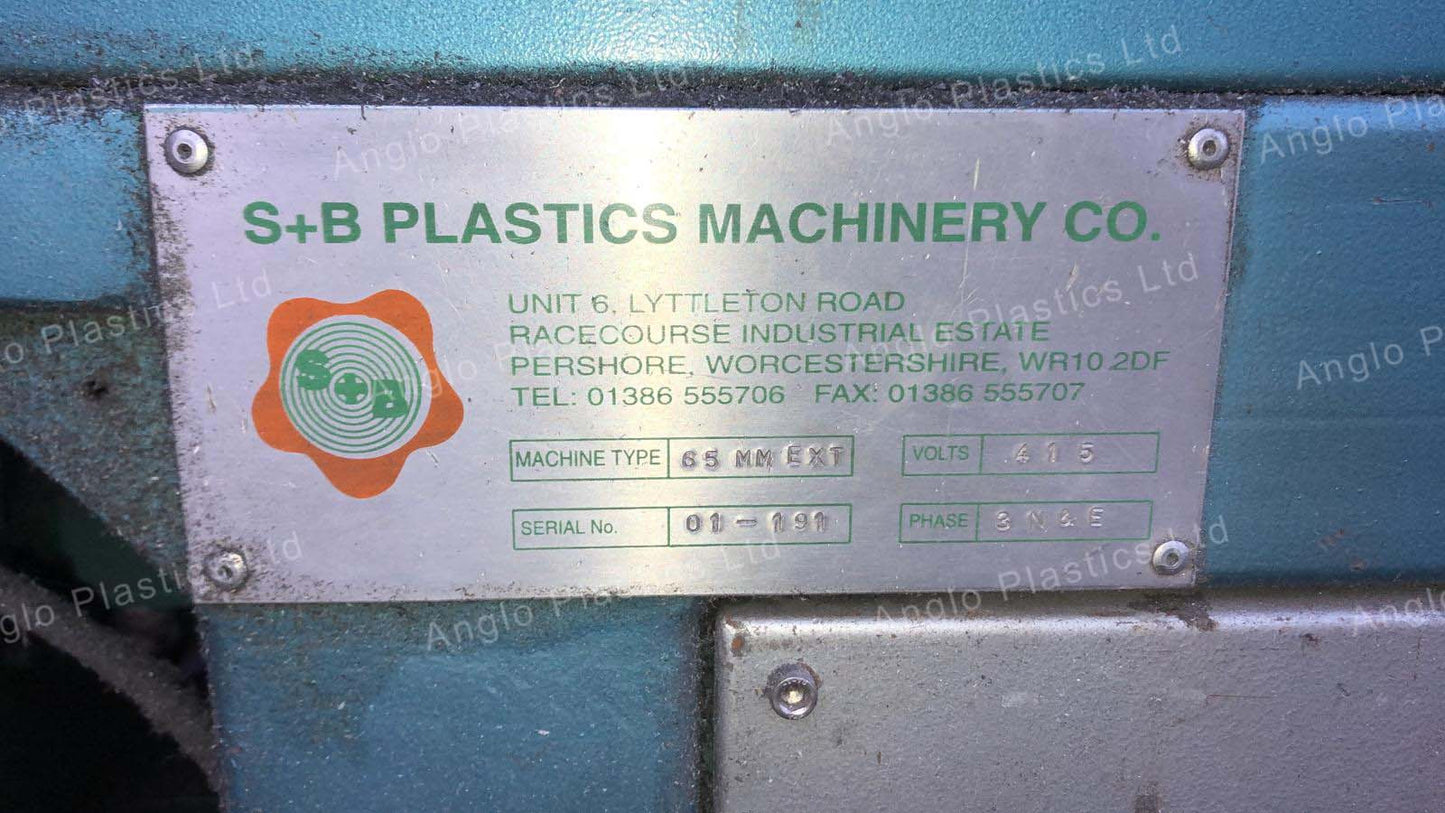 S+B PLASTICS MACHINERY CO.
UNIT 6, LYTTLETON ROAD
RACECOURSE INDUSTRIAL ESTATE
PERSHORE, WORCESTERSHIRE, WR10 2DF
TEL: 01386 555706 FAX: 01386 555707
S+B
MACHINE TYPE 65 MM EXT VOLTS 415
SERIAL No. 01-191 PHASE 3 N & E
Anglo Plastics Ltd